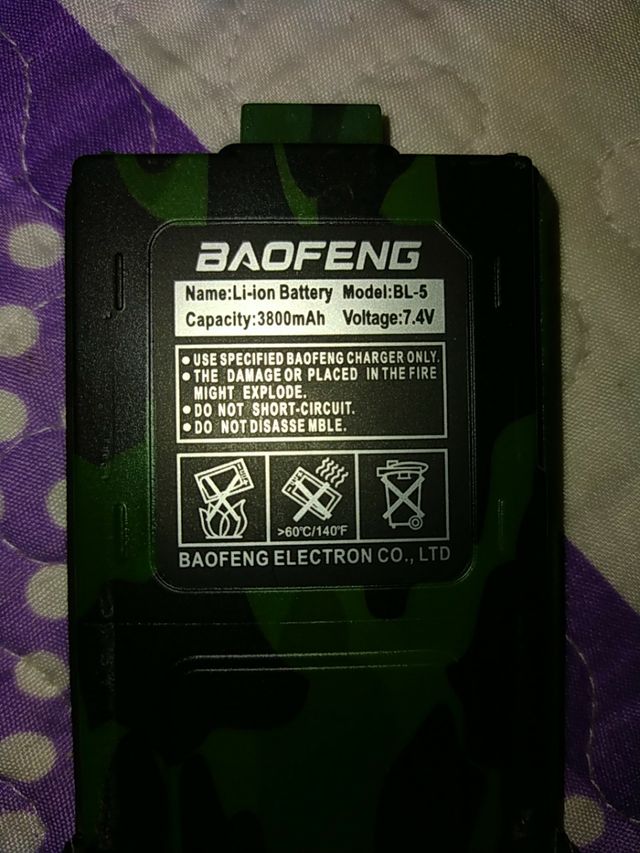 BAOFENG
Name:Li-ion Battery Model:BL-5
Capacity:3800mAh Voltage:7.4V
• USE SPECIFIED BAOFENG CHARGER ONLY.
• THE DAMAGE OR PLACED IN THE FIRE
MIGHT EXPLODE.
• DO NOT SHORT-CIRCUIT.
• DO NOT DISASSE MBLE.
>60°C/140°F
BAOFENG ELECTRON CO., LTD